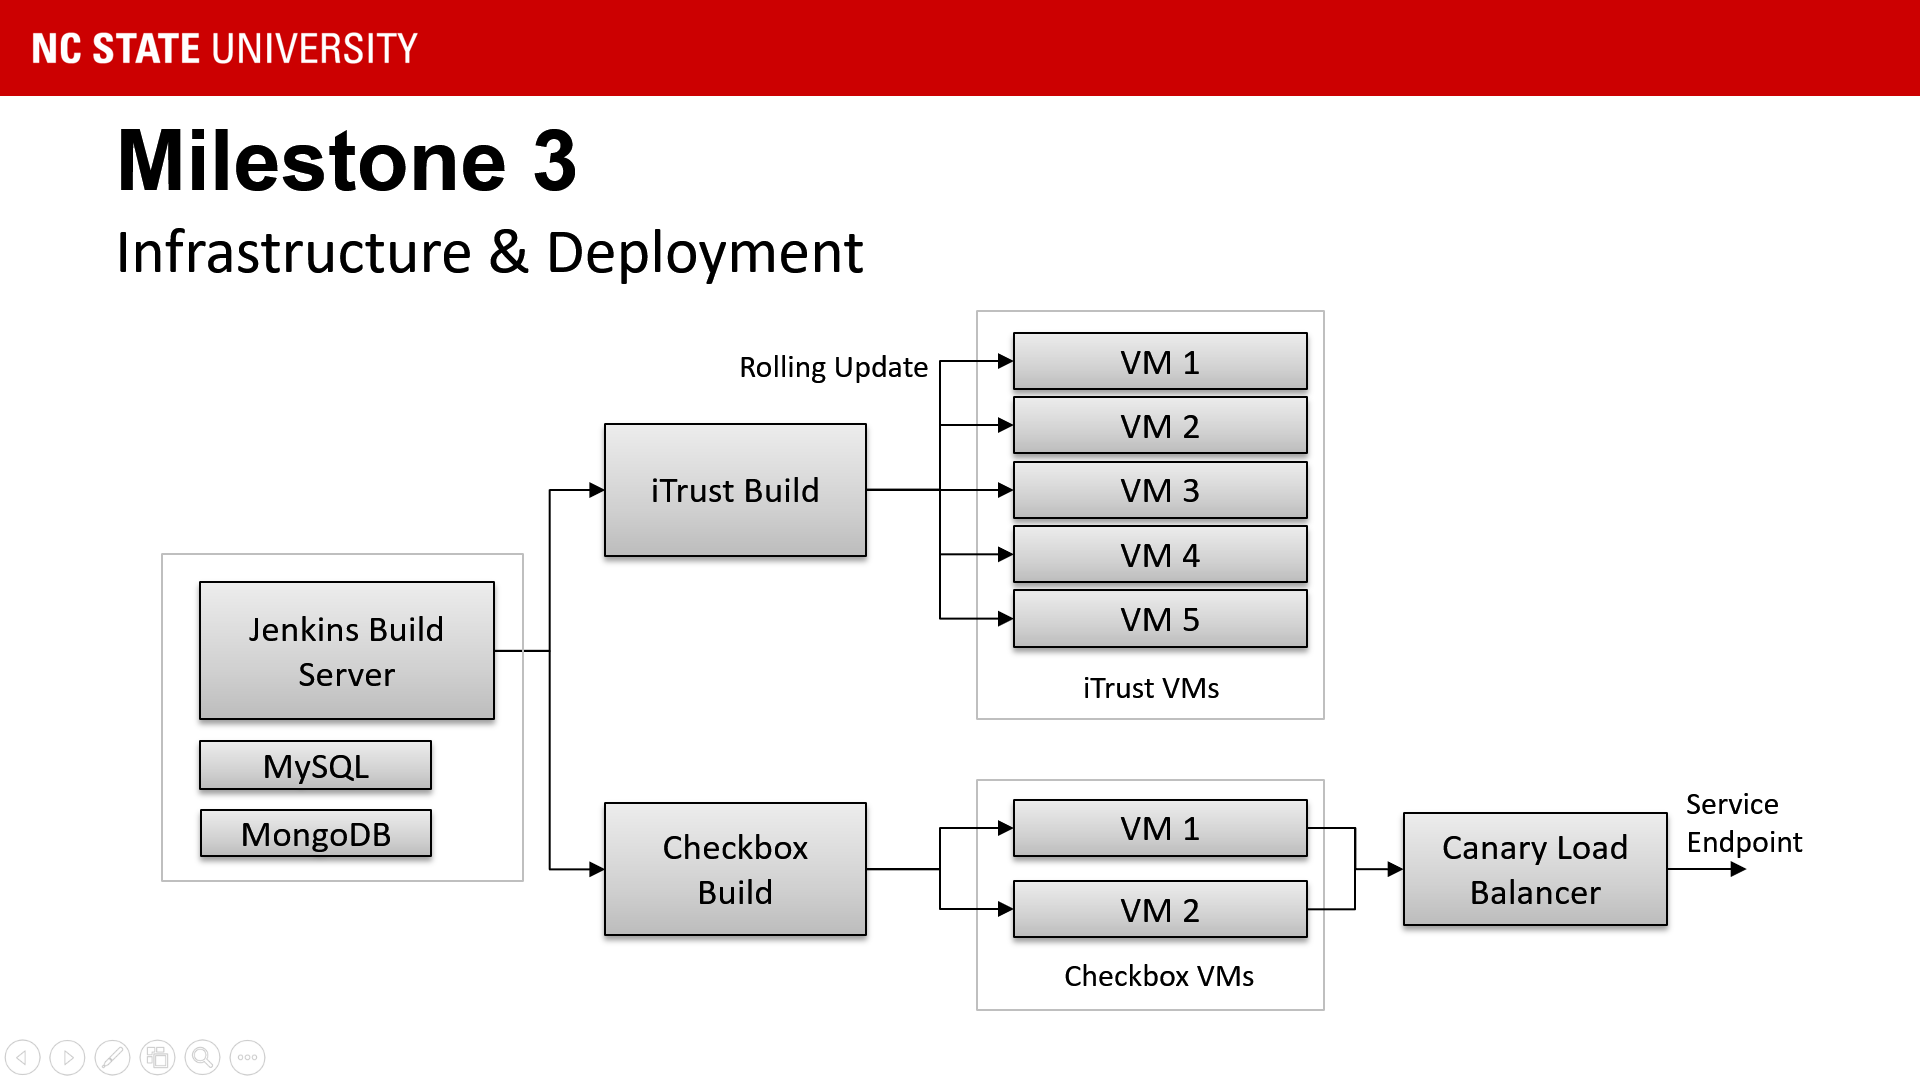 NC STATE UNIVERSITY
Milestone 3
Infrastructure & Deployment
Rolling Update
VM 1
VM 2
iTrust Build
VM 3
VM 4
VM 5
iTrust VMs
Jenkins Build
Server
MySQL
MongoDB
Checkbox
Build
VM 1
VM 2
Checkbox VMs
Canary Load
Balancer
Service
Endpoint